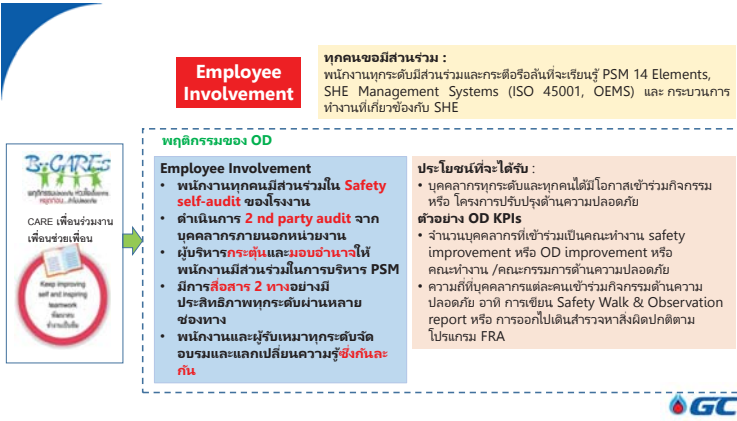 Employee
Involvement
ทุกคนขอมีส่วนร่วม :
พนักงานทุกระดับมีส่วนร่วมและกระตือรือล้นที่จะเรียนรู้ PSM 14 Elements,
SHE Management Systems (ISO 45001, OEMS) และ กระบวนการ
ทำงานที่เกี่ยวข้องกับ SHE
พฤติกรรมของ OD
B-CAREs
CARE เพื่อร่วมงาน
เพื่อนช่วยเพื่อน
Keep improving
self and inspiring
teamwork
พัฒนาตน
ทำงานเป็นทีม
Employee Involvement
• พนักงานทุกคนมีส่วนร่วมใน Safety
self-audit ของโรงงาน
• ดำเนินการ 2 nd party audit จาก
บุคคลากรภายนอกหน่วยงาน
• ผู้บริหารกระตุ้นและมอบอำนาจให้
พนักงานมีส่วนร่วมในการบริหาร PSM
• มีการสื่อสาร 2 ทางอย่างมี
ประสิทธิภาพทุกระดับผ่านหลาย
ช่องทาง
• พนักงานและผู้รับเหมาทุกระดับจัด
อบรมและแลกเปลี่ยนความรู้ซึ่งกันละ
กัน
ประโยชน์ที่จะได้รับ :
• บุคลากรทุกระดับและทุกคนได้มีโอกาสเข้าร่วมกิจกรรม
หรือ โครงการปรับปรุงด้านความปลอดภัย
ตัวอย่าง OD KPIs
• จำนวนบุคลากรที่เข้าร่วมเป็นคณะทำงาน safety
improvement หรือ OD improvement หรือ
คณะทำงาน /คณะกรรมการด้านความปลอดภัย
• ความถี่ที่บุคลากรแต่ละคนเข้าร่วมกิจกรรมด้านความ
ปลอดภัย อาทิ การเขียน Safety Walk & Observation
report หรือ การออกไปเดินสำรวจหาสิ่งผิดปกติตาม
โปรแกรม FRA
GC